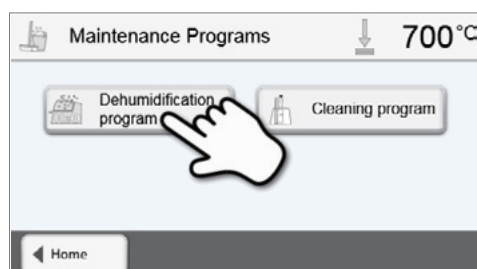 Maintenance Programs 700°C
Dehumidification
program
Cleaning program
Home